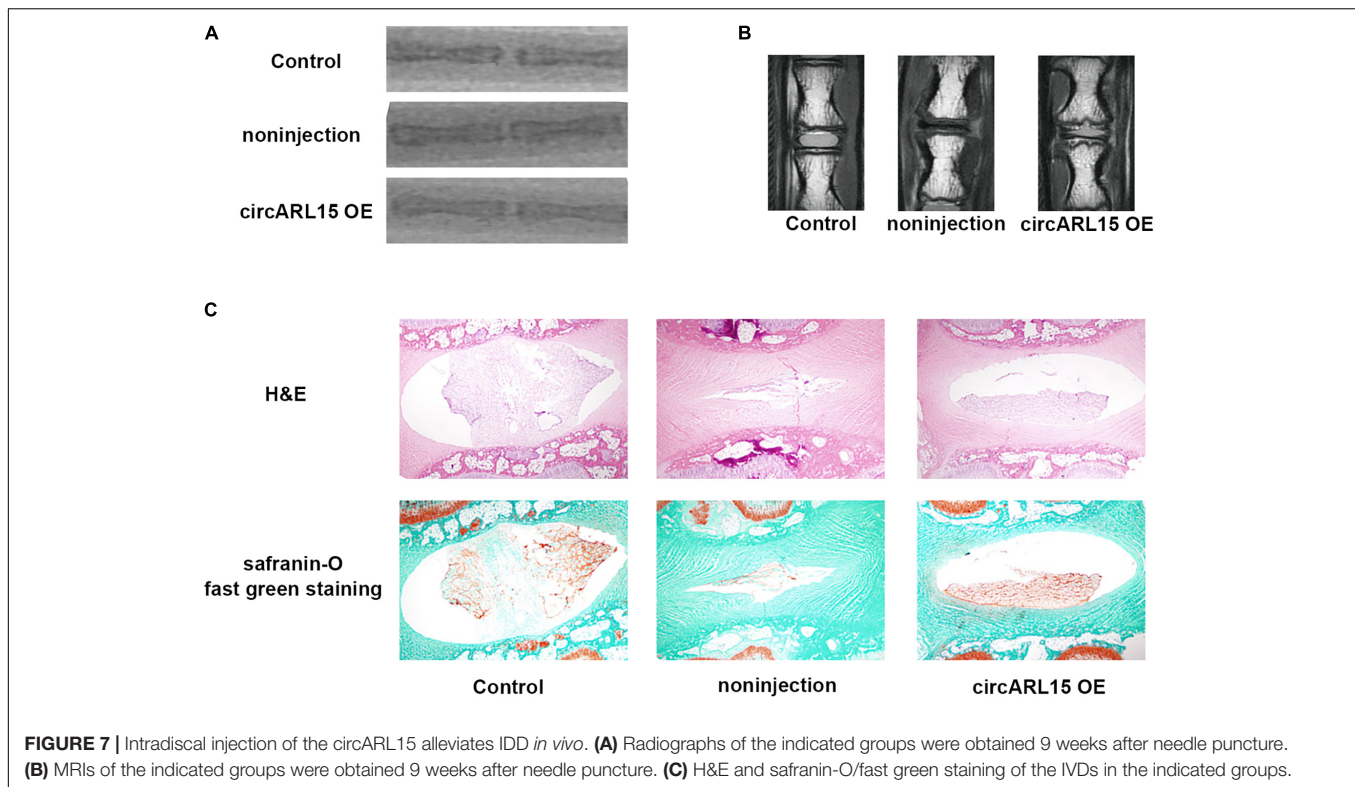 A
Control
noninjection
circARL15 OE
B
Control noninjection circARL15 OE
C
H&E
safranin-O
fast green staining
Control noninjection circARL15 OE
FIGURE 7 | Intradiscal injection of the circARL15 alleviates IDD in vivo. (A) Radiographs of the indicated groups were obtained 9 weeks after needle puncture.
(B) MRIs of the indicated groups were obtained 9 weeks after needle puncture. (C) H&E and safranin-O/fast green staining of the IVDs in the indicated groups.